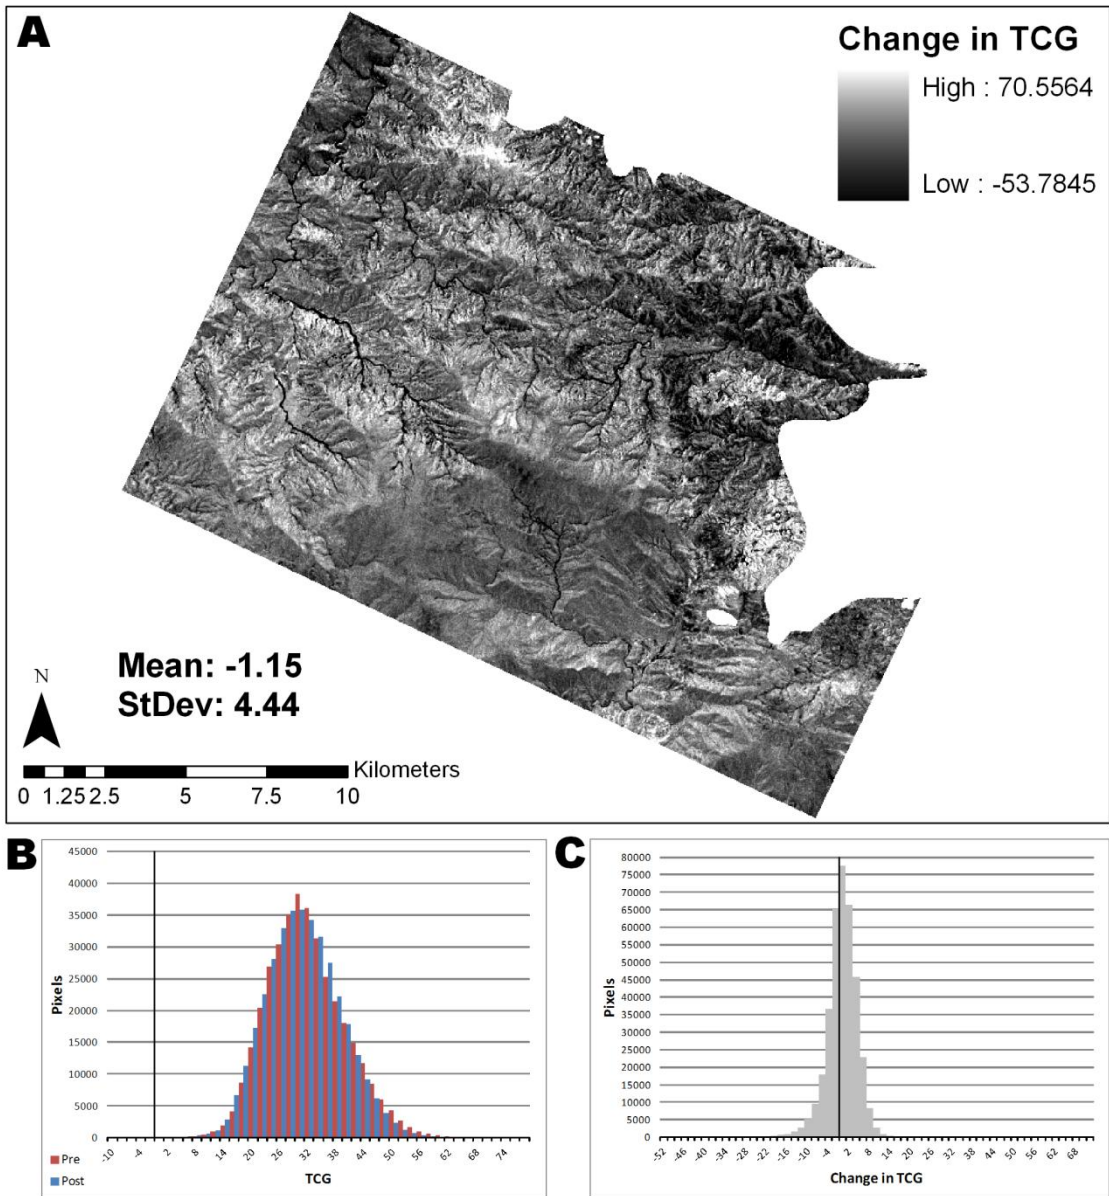 A
Change in TCG
High : 70.5564
Low : -53.7845
Mean: -1.15
StDev: 4.44
N
Kilometers
0 1.25 2.5 5 7.5 10
B
45000
40000
35000
30000
25000
20000
15000
10000
5000
0
Pixels
-10 -4 2 8 14 20 26 32 38 44 50 56 62 68 74
TCG
Pre
Post
C
80000
75000
70000
65000
60000
55000
50000
45000
40000
35000
30000
25000
20000
15000
10000
5000
0
Pixels
-52 -46 -40 -34 -28 -22 -16 -10 -4 2 8 14 20 26 32 38 44 50 56 62 68
Change in TCG